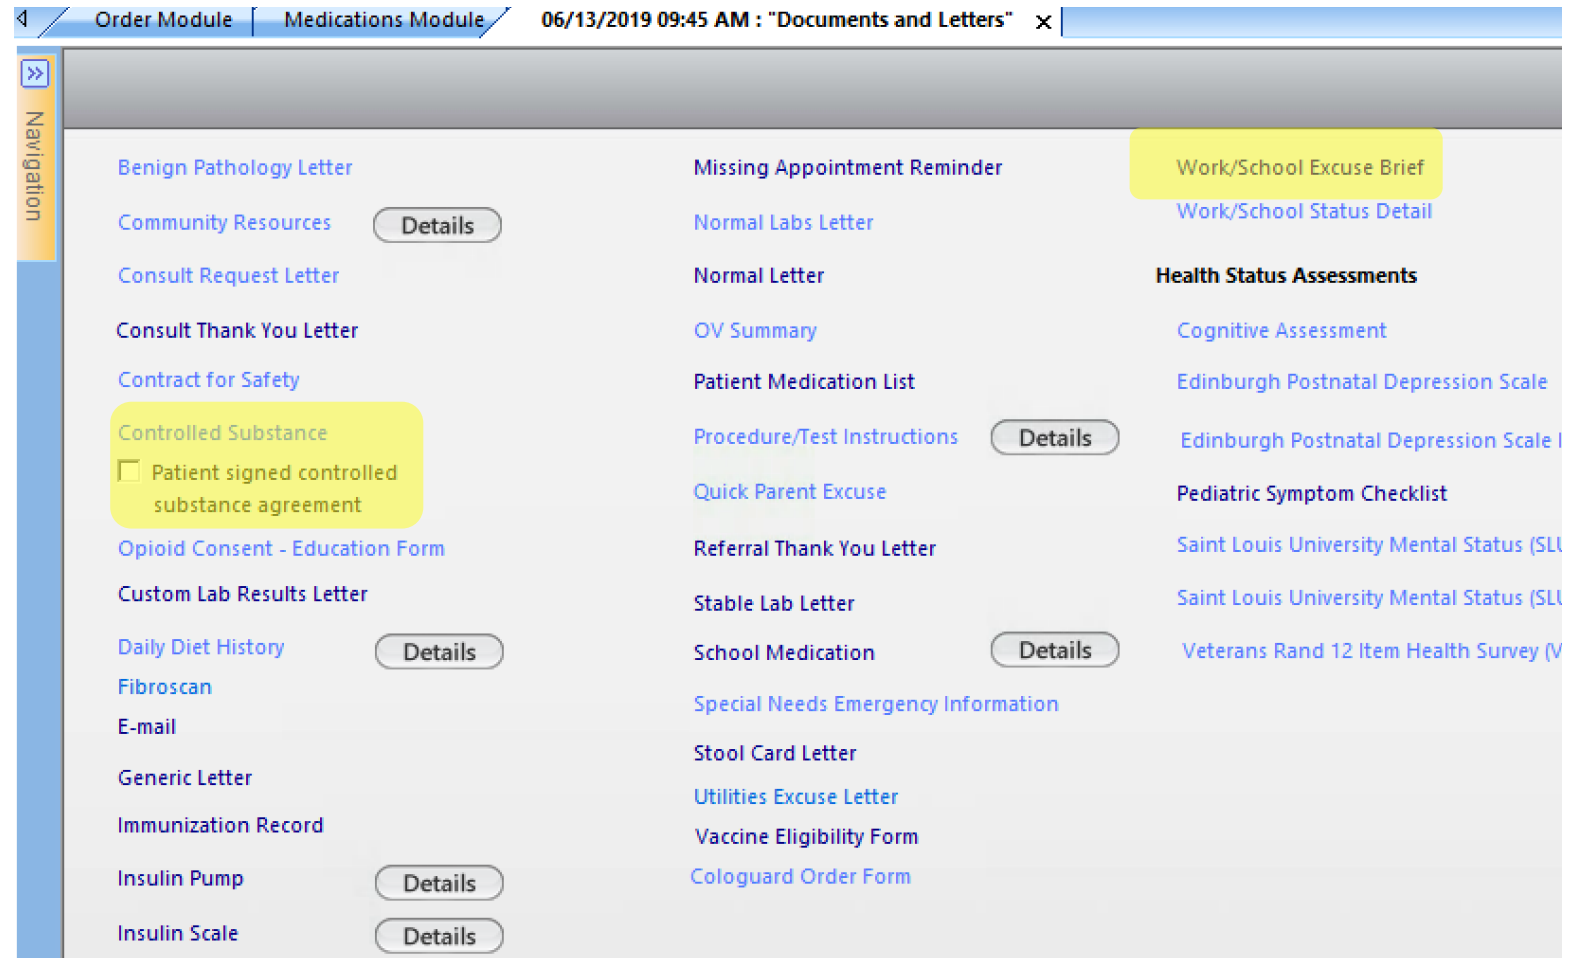 Order Module
Medications Module
06/13/2019 09:45 AM : "Documents and Letters" x
Navigation
Benign Pathology Letter
Community Resources Details
Consult Request Letter
Consult Thank You Letter
Contract for Safety
Controlled Substance
Patient signed controlled
substance agreement
Opioid Consent - Education Form
Custom Lab Results Letter
Daily Diet History Details
Fibroscan
E-mail
Generic Letter
Immunization Record
Insulin Pump Details
Insulin Scale Details
Missing Appointment Reminder
Normal Labs Letter
Normal Letter
OV Summary
Patient Medication List
Procedure/Test Instructions Details
Quick Parent Excuse
Referral Thank You Letter
Stable Lab Letter
School Medication Details
Special Needs Emergency Information
Stool Card Letter
Utilities Excuse Letter
Vaccine Eligibility Form
Cologuard Order Form
Work/School Excuse Brief
Work/School Status Detail
Health Status Assessments
Cognitive Assessment
Edinburgh Postnatal Depression Scale
Edinburgh Postnatal Depression Scale
Pediatric Symptom Checklist
Saint Louis University Mental Status (SLU
Saint Louis University Mental Status (SLU
Veterans Rand 12 Item Health Survey (V